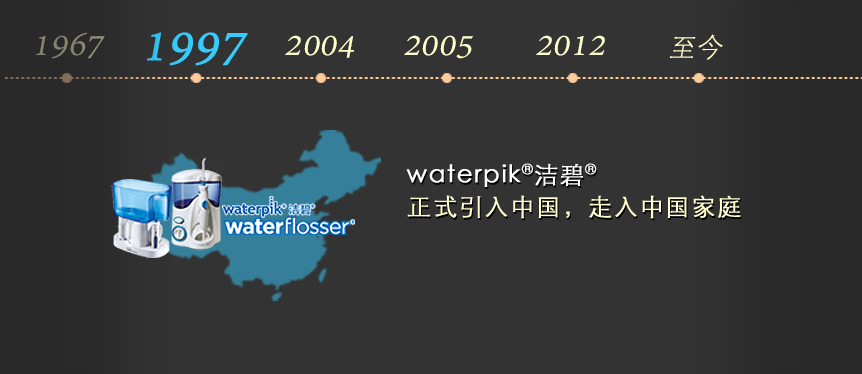 1967 1997 2004 2005 2012 至今
waterpik®洁碧®
正式引入中国，走入中国家庭
waterpik® 洁碧®
waterflosser®